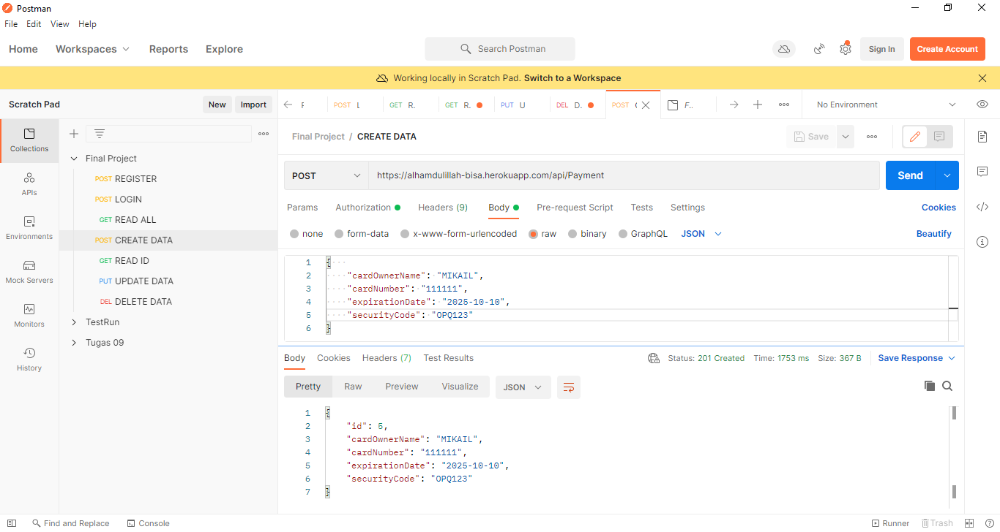 Postman
File Edit View Help
Home Workspaces Reports Explore Search Postman Sign In Create Account
Working locally in Scratch Pad. Switch to a Workspace
Scratch Pad New Import
POST GET R. GET R. PUT U DEL D. POST F.. No Environment
Collections
APIs
Environments
Mock Servers
Monitors
History
Final Project
POST REGISTER
POST LOGIN
GET READ ALL
POST CREATE DATA
GET READ ID
PUT UPDATE DATA
DEL DELETE DATA
TestRun
Tugas 09
Final Project / CREATE DATA Save
POST https://alhamdulillah-bisa.herokuapp.com/api/Payment Send
Params Authorization Headers (9) Body Pre-request Script Tests Settings Cookies
none form-data x-www-form-urlencoded raw binary GraphQL JSON Beautify
1 {
2 "cardOwnerName": "MIKAIL",
3 "cardNumber": "111111",
4 "expirationDate": "2025-10-10",
5 "securityCode": "OPQ123"
6 }
Body Cookies Headers (7) Test Results Status: 201 Created Time: 1753 ms Size: 367 B Save Response
Pretty Raw Preview Visualize JSON
1 {
2 "id": 5,
3 "cardOwnerName": "MIKAIL",
4 "cardNumber": "111111",
5 "expirationDate": "2025-10-10",
6 "securityCode": "OPQ123"
7 }
Find and Replace Console Runner Trash